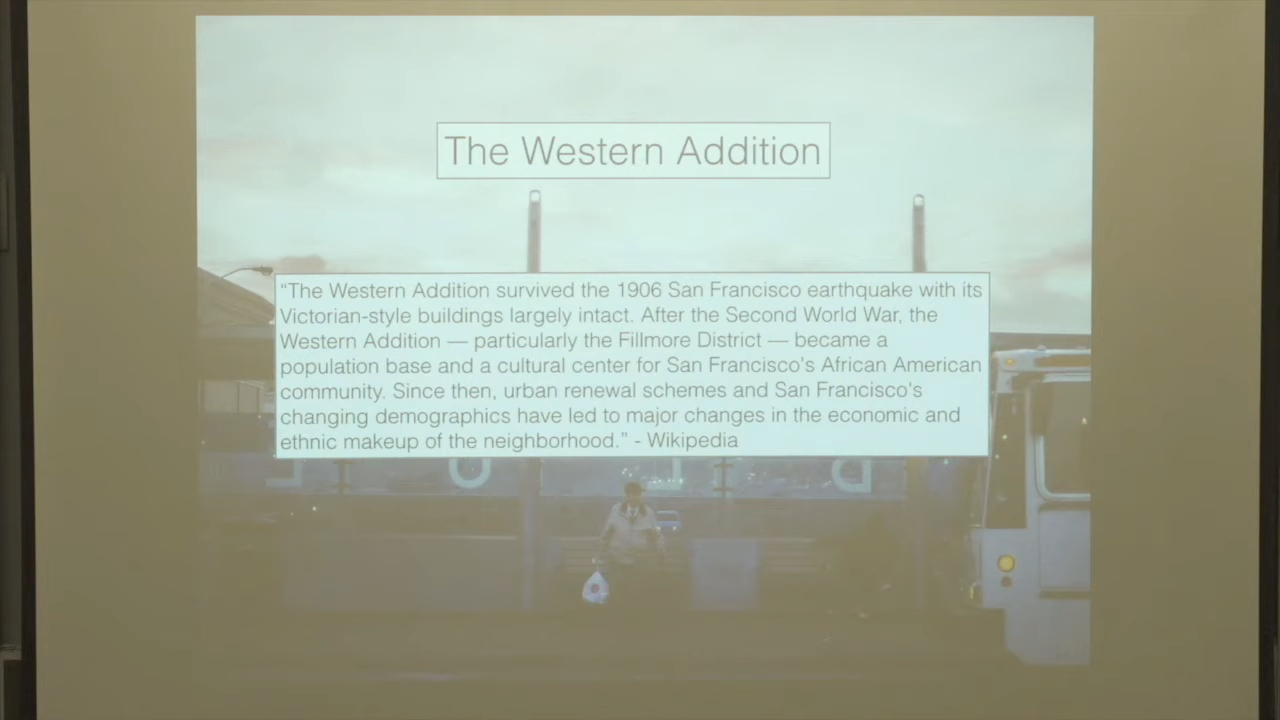 The Western Addition
“The Western Addition survived the 1906 San Francisco earthquake with its
Victorian-style buildings largely intact. After the Second World War, the
Western Addition — particularly the Fillmore District — became a
population base and a cultural center for San Francisco's African American
community. Since then, urban renewal schemes and San Francisco's
changing demographics have led to major changes in the economic and
ethnic makeup of the neighborhood.” - Wikipedia